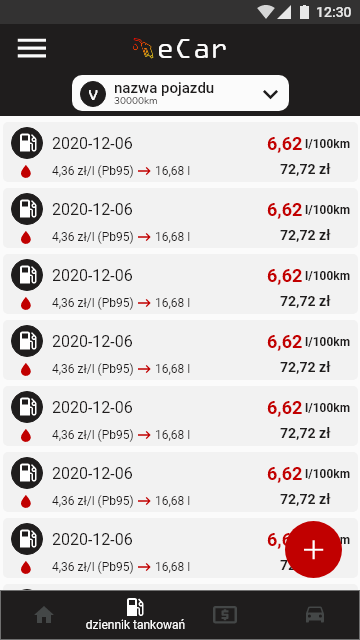 12:30
eCar
V nazwa pojazdu
30000km
2020-12-06 6,62 l/100km
4,36 zł/l (Pb95) → 16,68 l 72,72 zł
2020-12-06 6,62 l/100km
4,36 zł/l (Pb95) → 16,68 l 72,72 zł
2020-12-06 6,62 l/100km
4,36 zł/l (Pb95) → 16,68 l 72,72 zł
2020-12-06 6,62 l/100km
4,36 zł/l (Pb95) → 16,68 l 72,72 zł
2020-12-06 6,62 l/100km
4,36 zł/l (Pb95) → 16,68 l 72,72 zł
2020-12-06 6,62 l/100km
4,36 zł/l (Pb95) → 16,68 l 72,72 zł
2020-12-06
4,36 zł/l (Pb95) → 16,68 l
dziennik tankowań